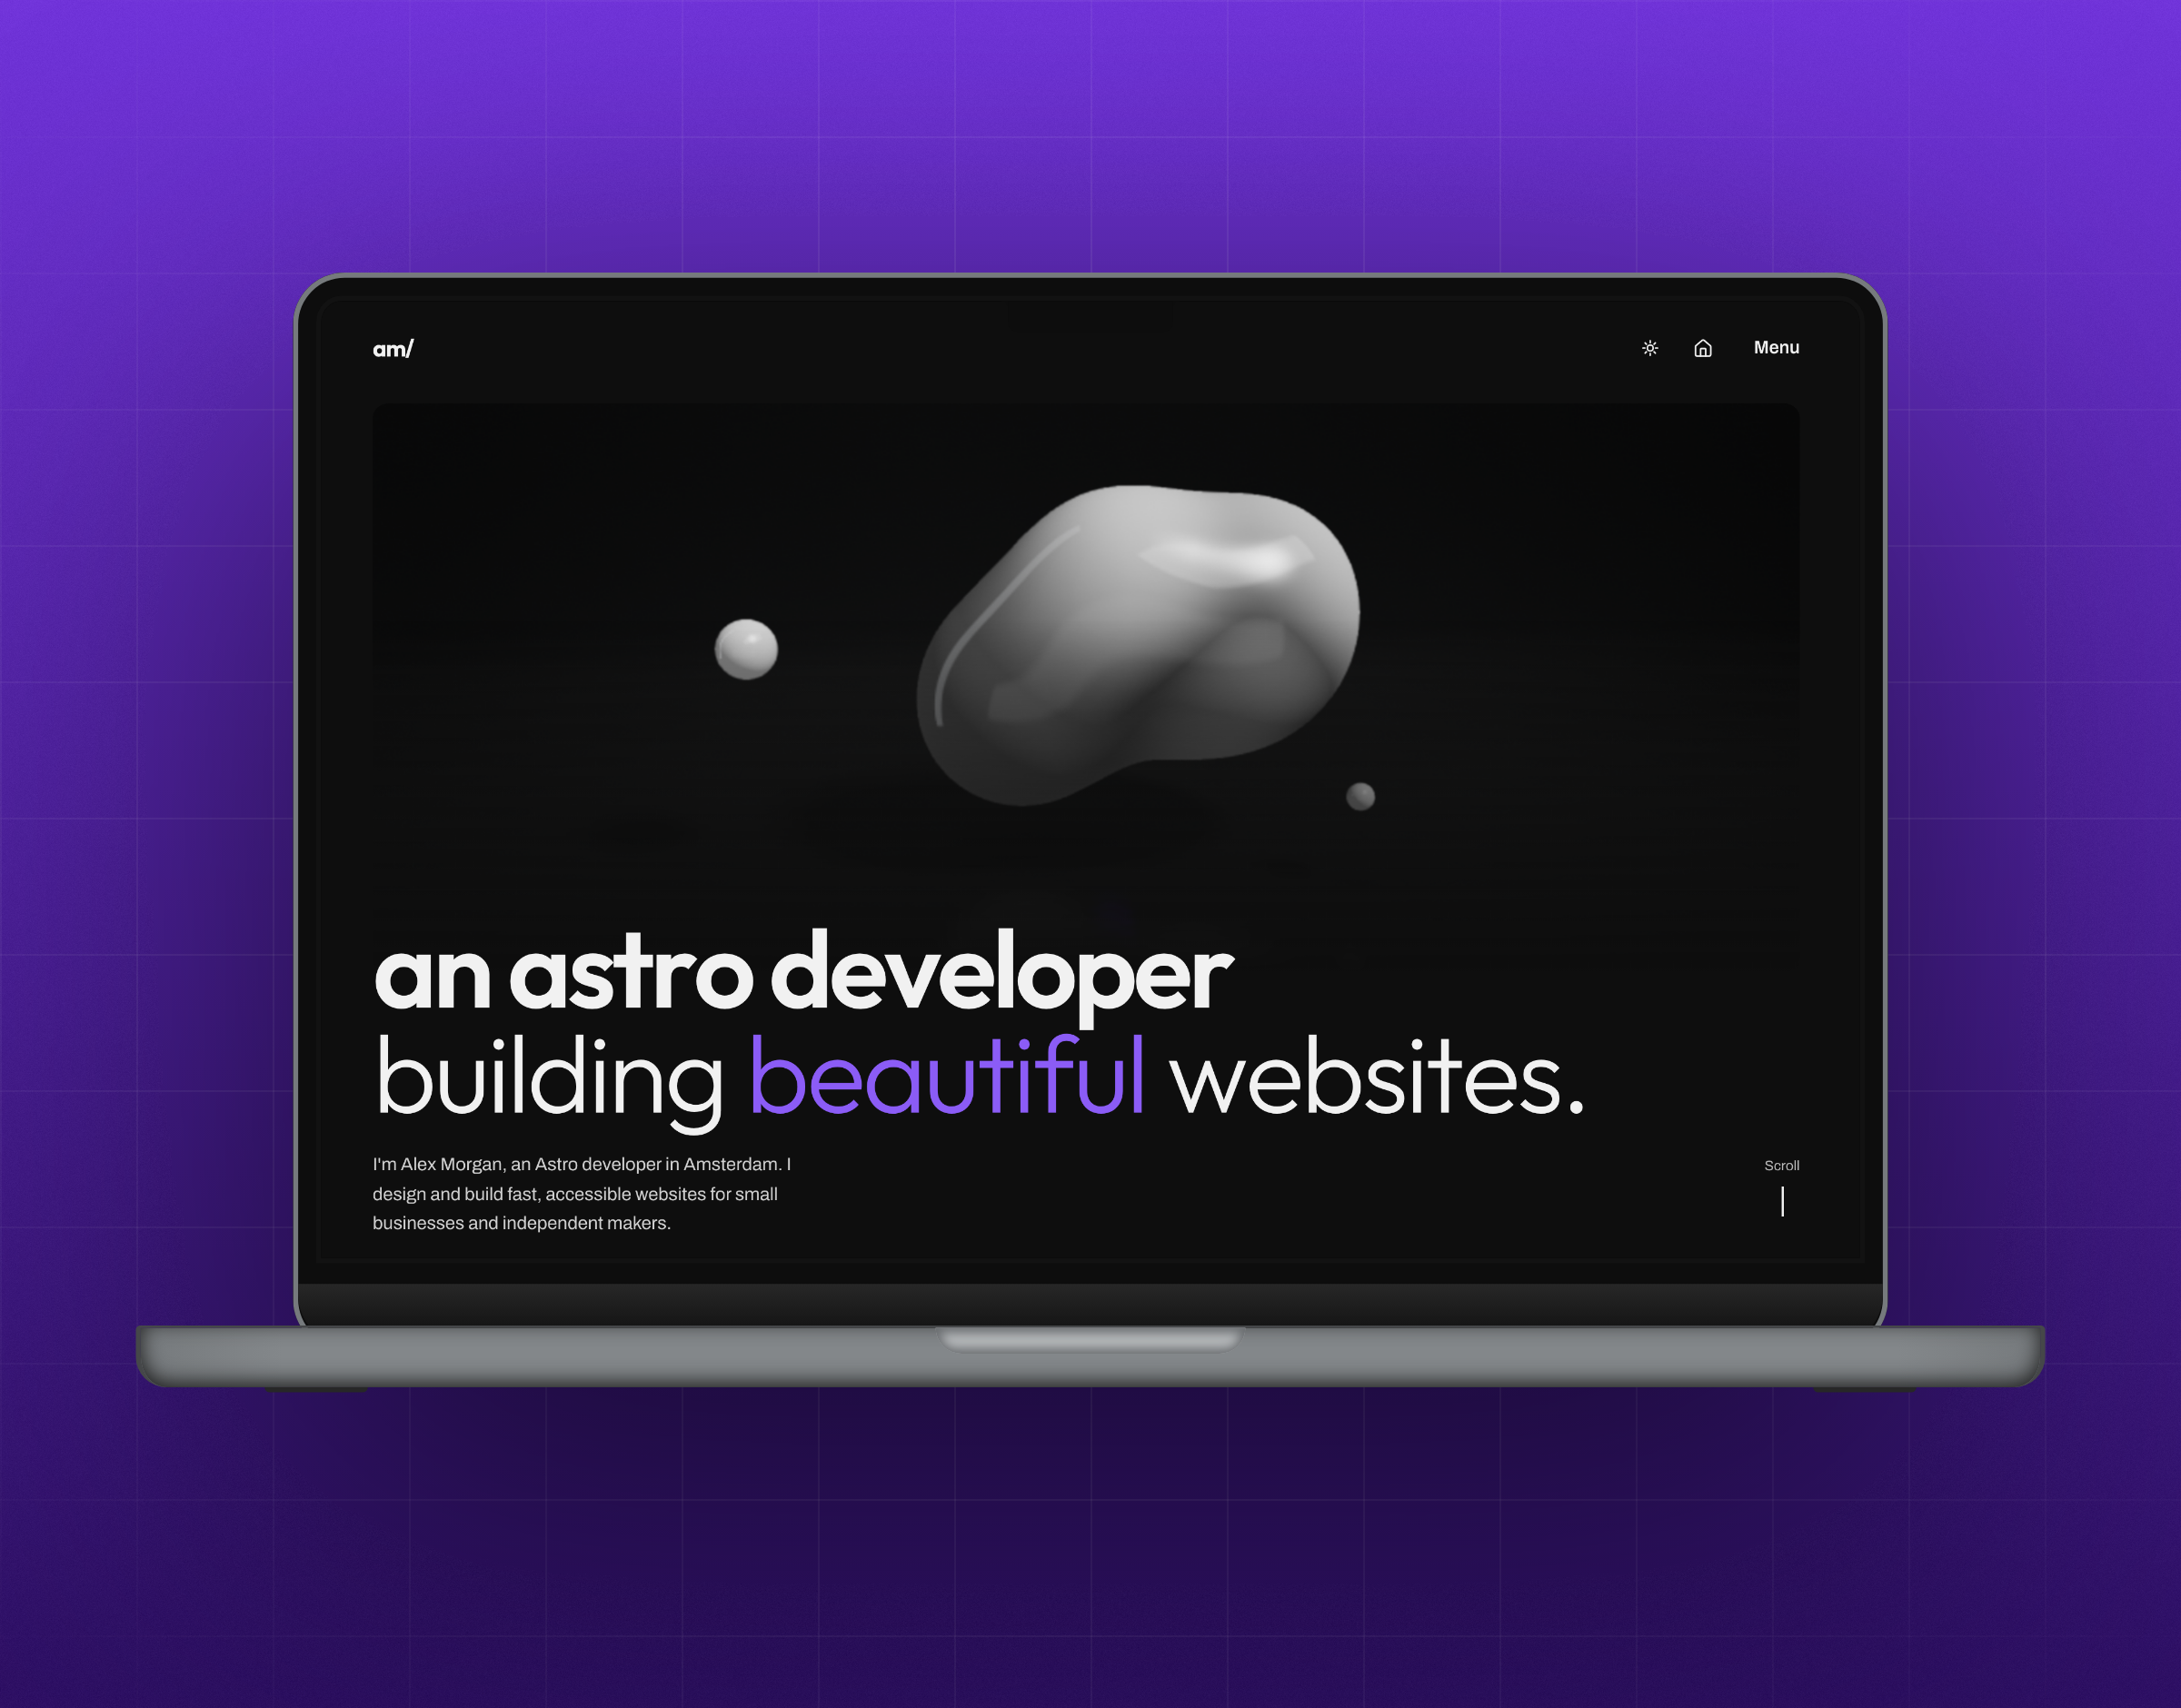 am/
Menu
an astro developer
building beautiful websites.
I'm Alex Morgan, an Astro developer in Amsterdam. I
design and build fast, accessible websites for small
businesses and independent makers.
Scroll